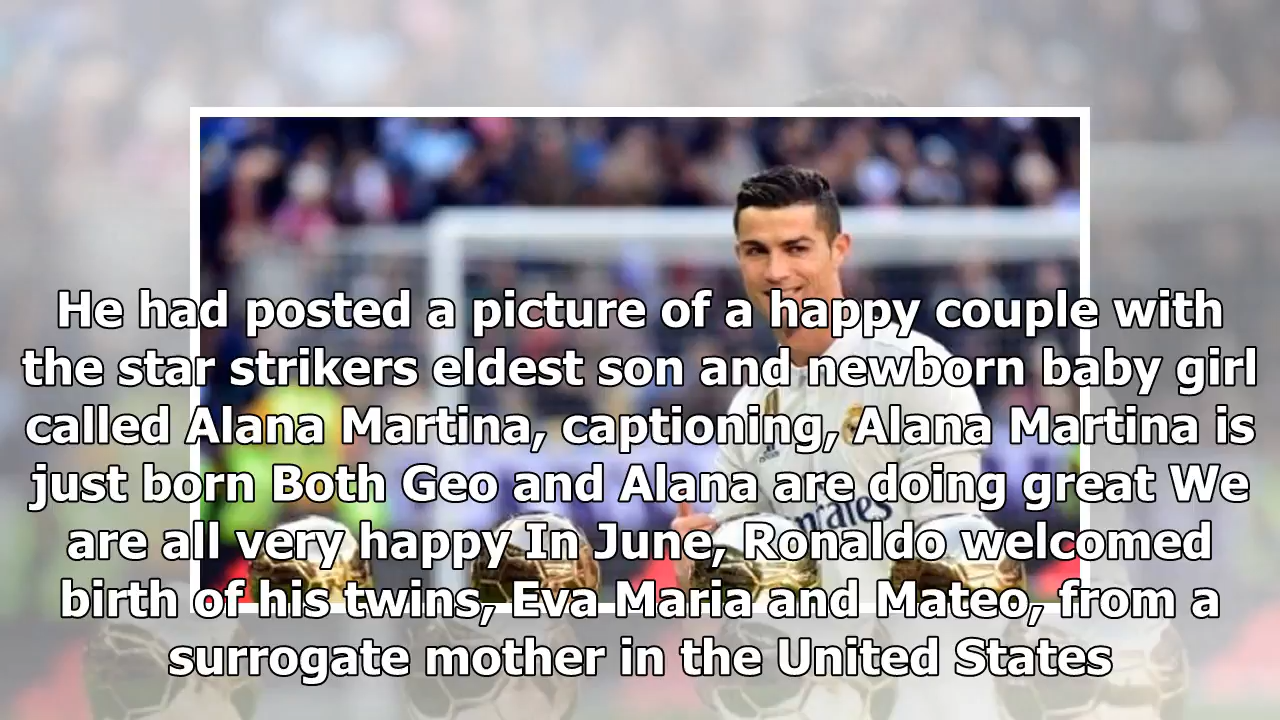 He had posted a picture of a happy couple with
the star strikers eldest son and newborn baby girl
called Alana Martina, captioning, Alana Martina is
just born Both Geo and Alana are doing great We
are all very happy In June, Ronaldo welcomed
birth of his twins, Eva Maria and Mateo, from a
surrogate mother in the United States